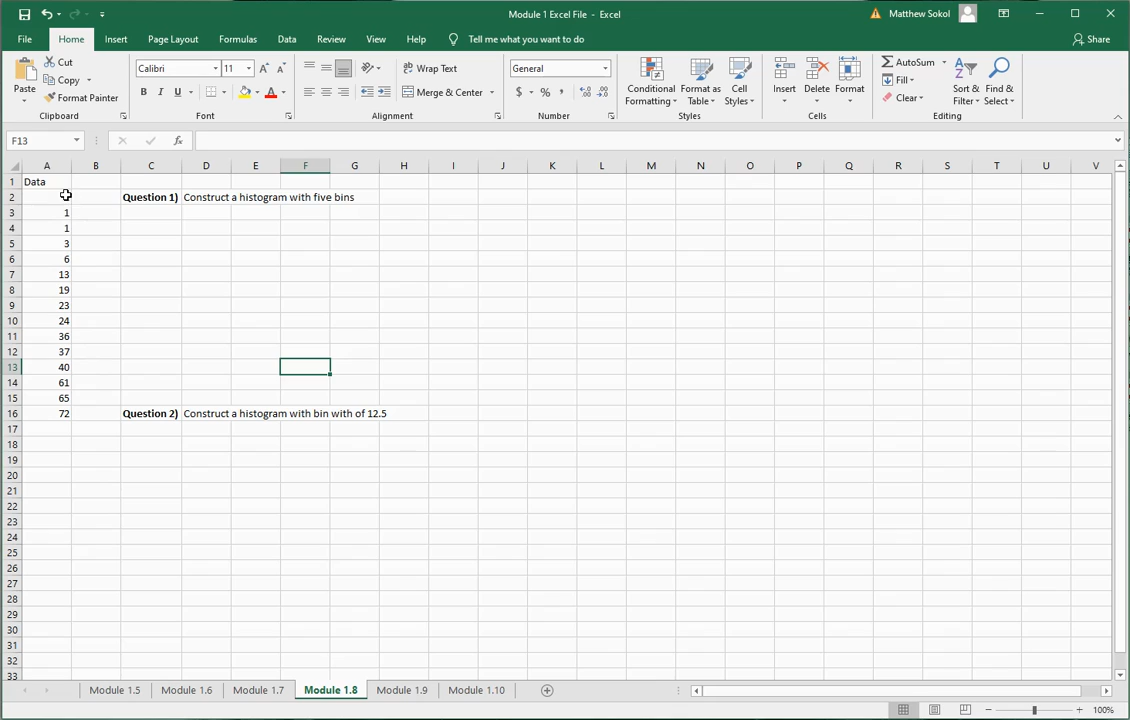 Module 1 Excel File - Excel
Matthew Sokol
File Home Insert Page Layout Formulas Data Review View Help Tell me what you want to do Share
Paste
Cut
Copy
Format Painter
Clipboard
Calibri 11
B I U
Font
Wrap Text
Merge & Center
Alignment
General
$ % ,
Number
Conditional Formatting
Format as Table
Cell Styles
Styles
Insert Delete Format
Cells
AutoSum
Fill
Clear
Sort & Filter
Find & Select
Editing
F13 fx
A B C D E F G H I J K L M N O P Q R S T U V
1 Data
2 Question 1) Construct a histogram with five bins
3 1
4 1
5 3
6 6
7 13
8 19
9 23
10 24
11 36
12 37
13 40
14 61
15 65
16 72 Question 2) Construct a histogram with bin with of 12.5
17
18
19
20
21
22
23
24
25
26
27
28
29
30
31
32
33
Module 1.5 Module 1.6 Module 1.7 Module 1.8 Module 1.9 Module 1.10
100%